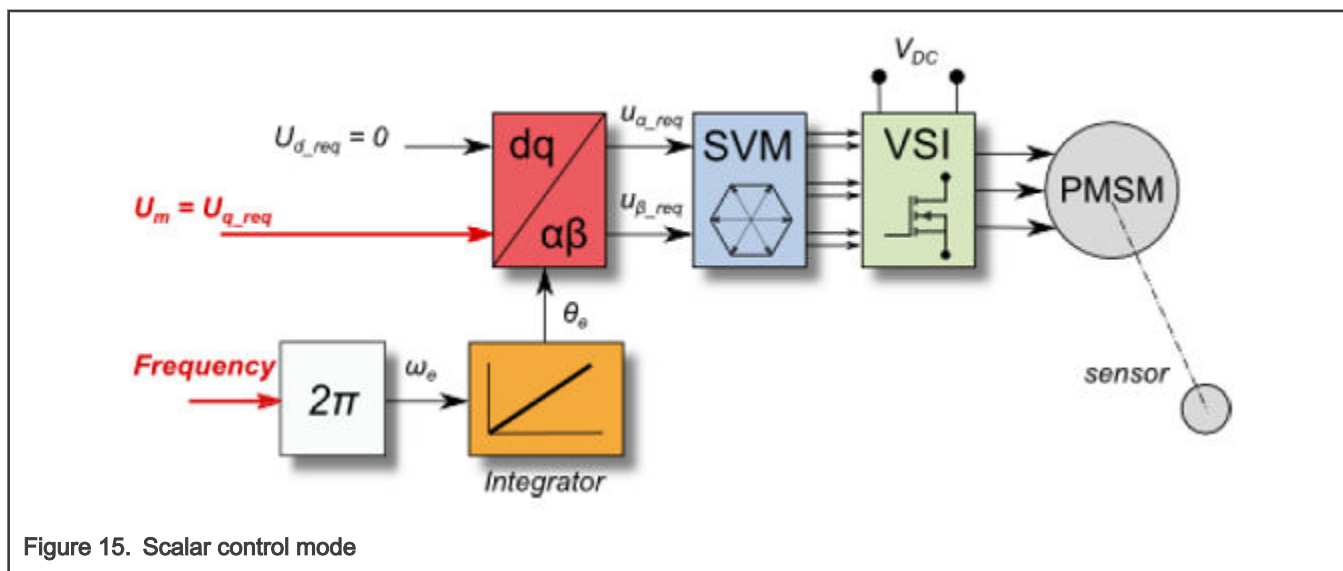 V_DC
U_d_req = 0
dq
u_α_req
SVM
VSI
PMSM
U_m = U_q_req
αβ
u_β_req
θ_e
Frequency
2π
ω_e
sensor
Integrator
Figure 15. Scalar control mode